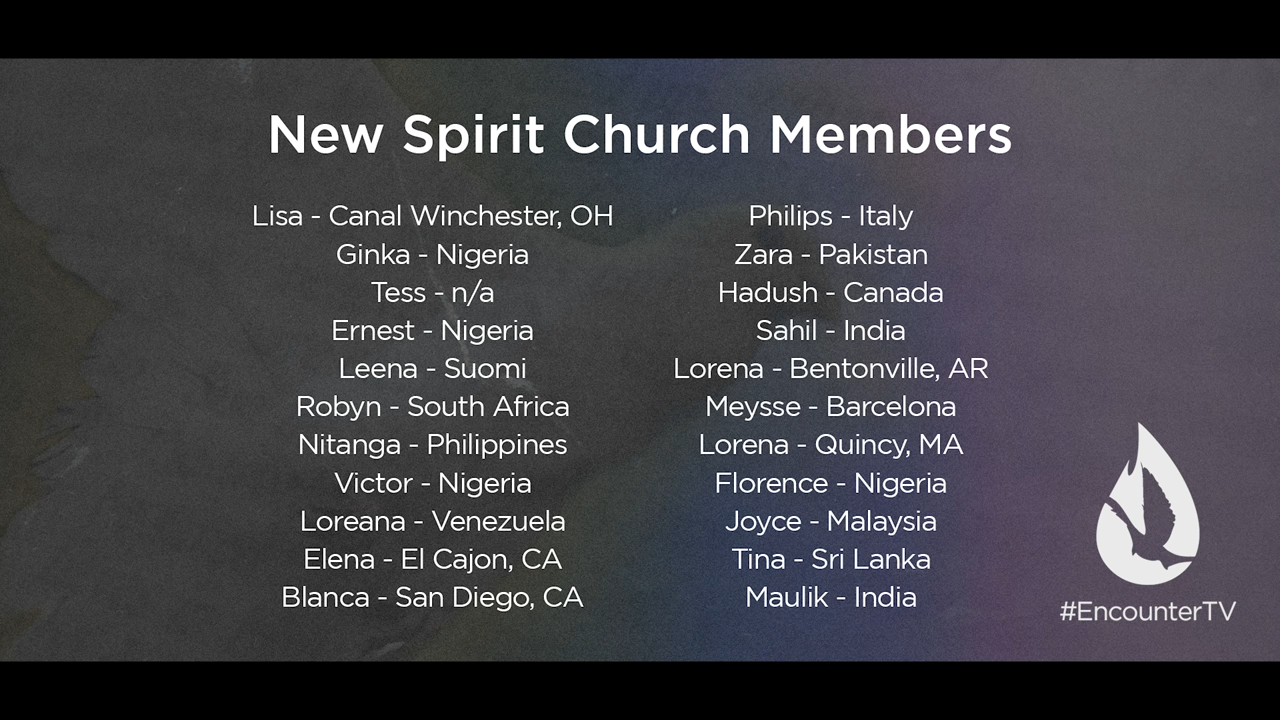 New Spirit Church Members
Lisa - Canal Winchester, OH
Ginka - Nigeria
Tess - n/a
Ernest - Nigeria
Leena - Suomi
Robyn - South Africa
Nitanga - Philippines
Victor - Nigeria
Loreana - Venezuela
Elena - El Cajon, CA
Blanca - San Diego, CA
Philips - Italy
Zara - Pakistan
Hadush - Canada
Sahil - India
Lorena - Bentonville, AR
Meysse - Barcelona
Lorena - Quincy, MA
Florence - Nigeria
Joyce - Malaysia
Tina - Sri Lanka
Maulik - India
#EncounterTV